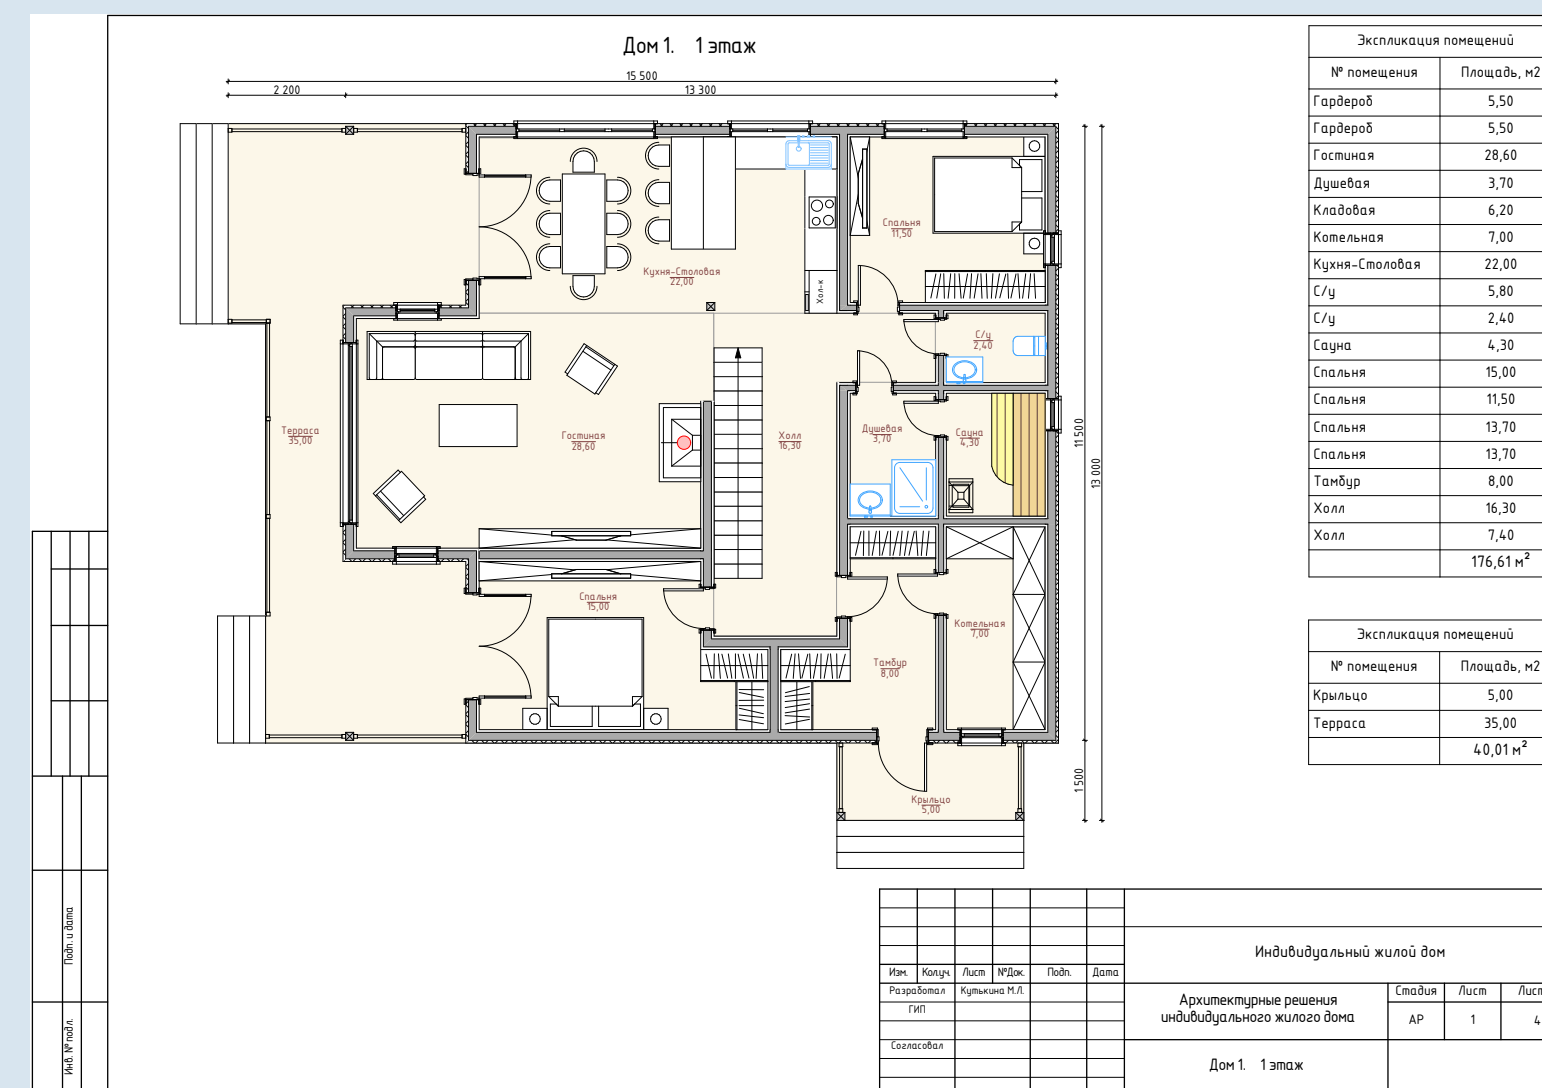 Дом 1. 1 этаж
15 500
2 200
13 300
Спальня
11,50
Кухня-Столовая
22,00
Хол-к
С/у
2,40
Терраса
35,00
Гостиная
28,60
Холл
16,30
Душевая
3,70
Сауна
4,30
11 500
13 000
Спальня
15,00
Котельная
7,00
Тамбур
8,00
1 500
Крыльцо
5,00
Экспликация помещений
№ помещения Площадь, м2
Гардероб 5,50
Гардероб 5,50
Гостиная 28,60
Душевая 3,70
Кладовая 6,20
Котельная 7,00
Кухня-Столовая 22,00
С/у 5,80
С/у 2,40
Сауна 4,30
Спальня 15,00
Спальня 11,50
Спальня 13,70
Спальня 13,70
Тамбур 8,00
Холл 16,30
Холл 7,40
176,61 м²
Экспликация помещений
№ помещения Площадь, м2
Крыльцо 5,00
Терраса 35,00
40,01 м²
Подп. и дата
Инв. № подл.
Индивидуальный жилой дом
Изм. Кол.уч. Лист №Док. Подп. Дата
Разработал Кутькина М.Л.
ГИП
Согласовал
Архитектурные решения
индивидуального жилого дома
Стадия Лист
АР 1 4
Дом 1. 1 этаж